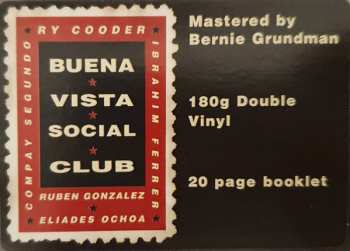 RY COODER
COMPAY SEGUNDO
IBRAHIM FERRER
BUENA
VISTA
SOCIAL
CLUB
RUBEN GONZALEZ
ELIADES OCHOA
Mastered by
Bernie Grundman
180g Double
Vinyl
20 page booklet